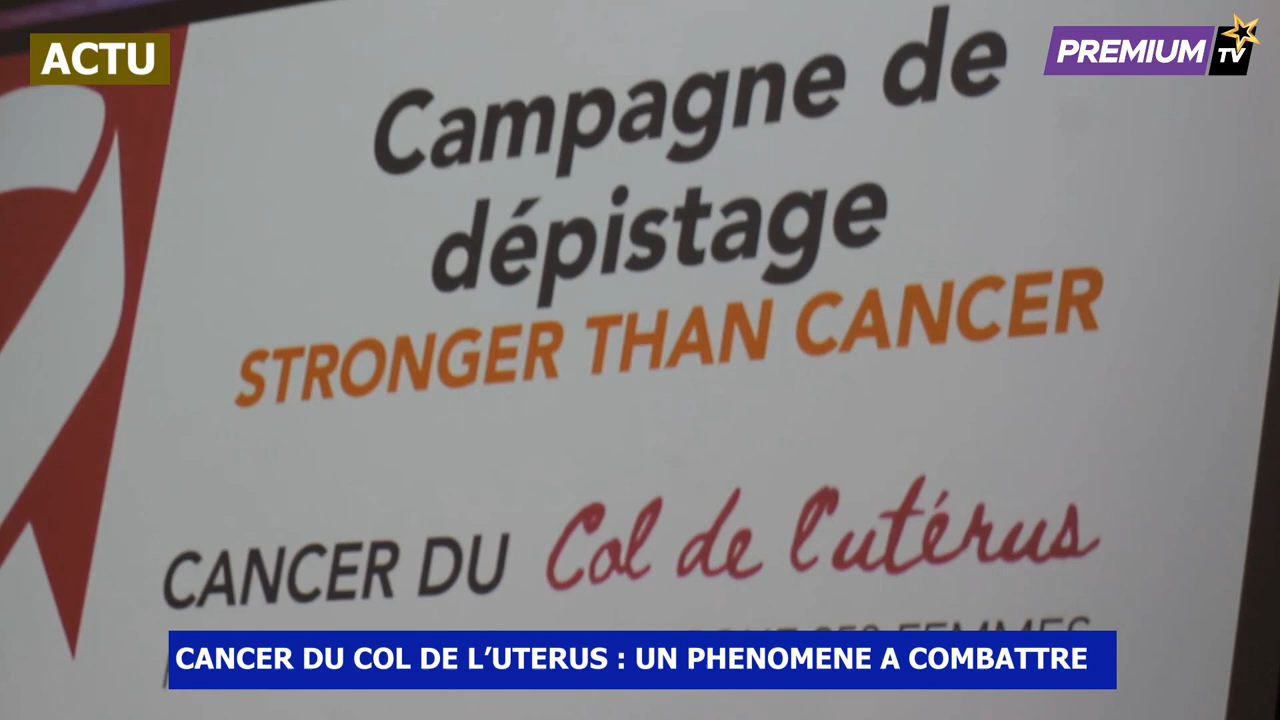 ACTU
PREMIUM
TV
Campagne de
dépistage
STRONGER THAN CANCER
CANCER DU Col de l'utérus
FEMMES
CANCER DU COL DE L’UTERUS : UN PHENOMENE A COMBATTRE